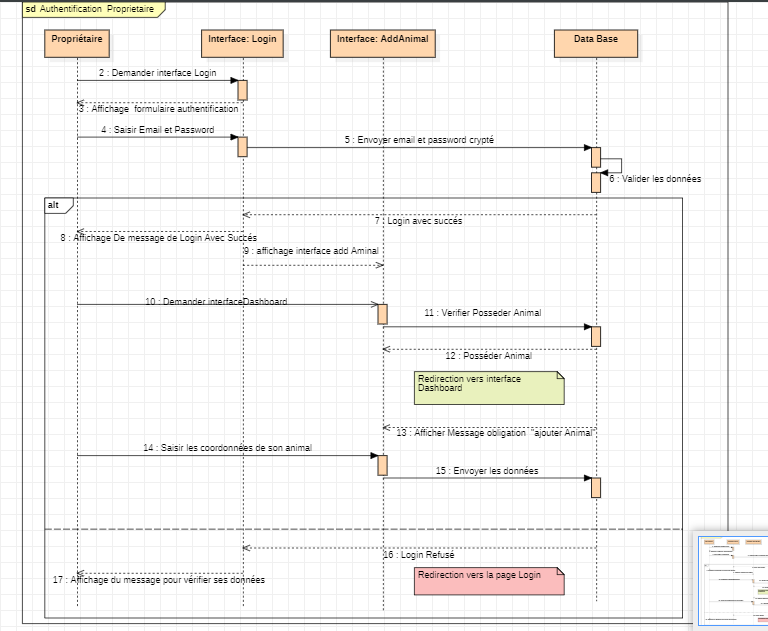 sd Authentification Proprietaire
Propriétaire
Interface: Login
Interface: AddAnimal
Data Base
2 : Demander interface Login
3 : Affichage formulaire authentification
4 : Saisir Email et Password
5 : Envoyer email et password crypté
6 : Valider les données
alt
7 : Login avec succés
8 : Affichage De message de Login Avec Succés
9 : affichage interface add Aminal
10 : Demander interfaceDashboard
11 : Verifier Posseder Animal
12 : Posséder Animal
Redirection vers interface
Dashboard
13 : Afficher Message obligation "ajouter Animal"
14 : Saisir les coordonnées de son animal
15 : Envoyer les données
16 : Login Refusé
Redirection vers la page Login
17 : Affichage du message pour vérifier ses données